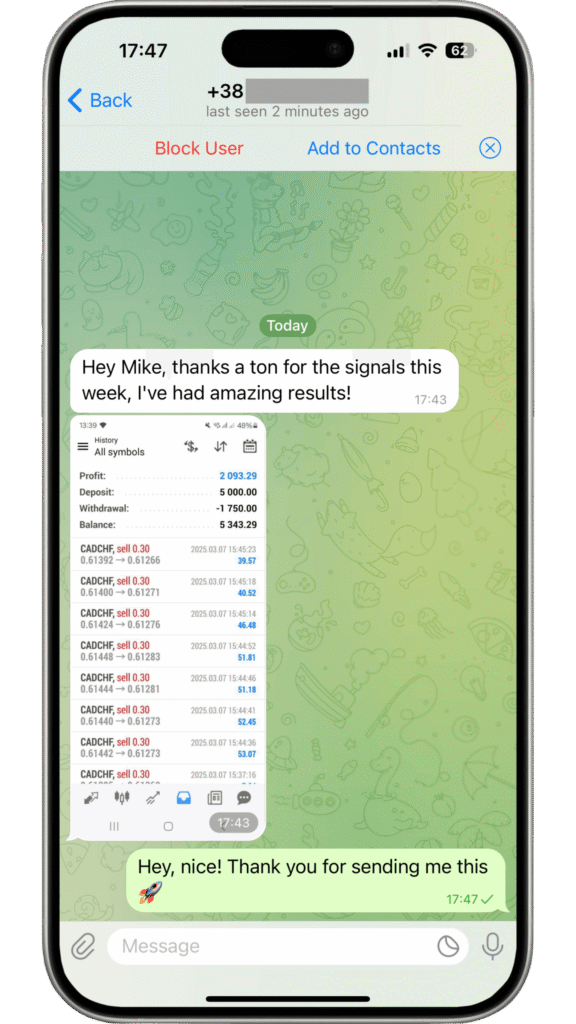 17:47
62
Back
+38
last seen 2 minutes ago
Block User
Add to Contacts
Today
Hey Mike, thanks a ton for the signals this
week, I've had amazing results!
17:43
13:39
49%
History
All symbols
Profit: 2 093.29
Deposit: 5 000.00
Withdrawal: -1 750.00
Balance: 5 343.29
CADCHF, sell 0.30 2025.03.07 15:45:23
0.61392 → 0.61266 39.57
CADCHF, sell 0.30 2025.03.07 15:45:18
0.61400 → 0.61271 40.52
CADCHF, sell 0.30 2025.03.07 15:45:14
0.61424 → 0.61276 46.48
CADCHF, sell 0.30 2025.03.07 15:44:52
0.61448 → 0.61283 51.81
CADCHF, sell 0.30 2025.03.07 15:44:46
0.61444 → 0.61281 51.18
CADCHF, sell 0.30 2025.03.07 15:44:41
0.61440 → 0.61273 52.45
CADCHF, sell 0.30 2025.03.07 15:44:36
0.61442 → 0.61273 53.07
CADCHF, sell 0.30 2025.03.07 15:37:16
17:43
Hey, nice! Thank you for sending me this
🚀
17:47
Message